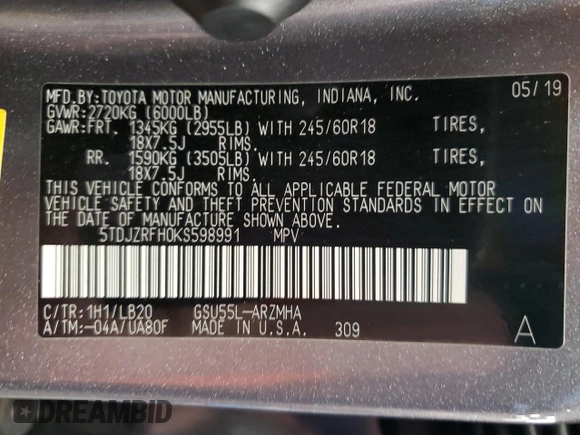 MFD.BY:TOYOTA MOTOR MANUFACTURING, INDIANA, INC. 05/19
GVWR:2720KG (6000LB)
GAWR:FRT. 1345KG (2955LB) WITH 245/60R18 TIRES,
18X7.5J RIMS.
RR. 1590KG (3505LB) WITH 245/60R18 TIRES,
18X7.5J RIMS.
THIS VEHICLE CONFORMS TO ALL APPLICABLE FEDERAL MOTOR
VEHICLE SAFETY AND THEFT PREVENTION STANDARDS IN EFFECT ON
THE DATE OF MANUFACTURE SHOWN ABOVE.
5TDJZRFH0KS598991 MPV
C/TR:1H1/LB20 GSU55L-ARZMHA
A/TM:-04A/UA80F MADE IN U.S.A. 309 A
DREAMBID